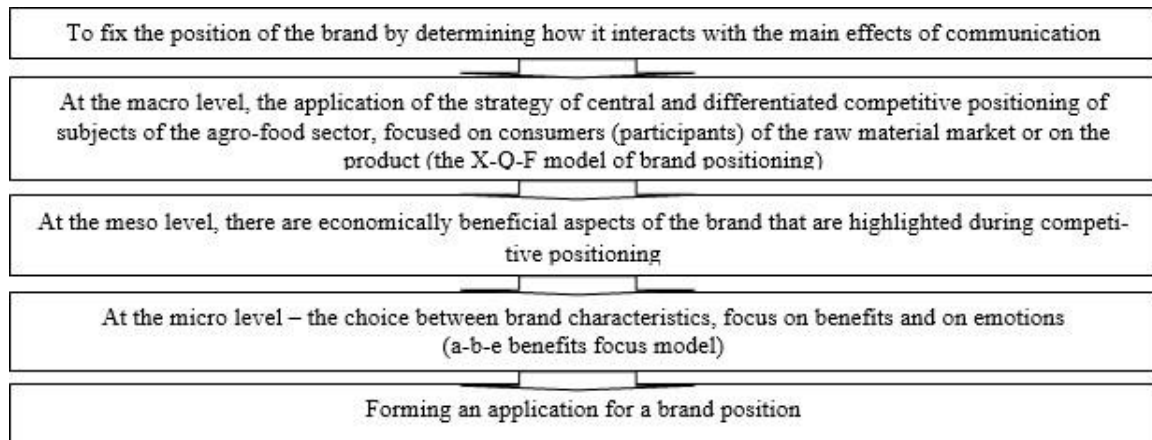 To fix the position of the brand by determining how it interacts with the main effects of communication
At the macro level, the application of the strategy of central and differentiated competitive positioning of
subjects of the agro-food sector, focused on consumers (participants) of the raw material market or on the
product (the X-Q-F model of brand positioning)
At the meso level, there are economically beneficial aspects of the brand that are highlighted during competi-
tive positioning
At the micro level – the choice between brand characteristics, focus on benefits and on emotions
(a-b-e benefits focus model)
Forming an application for a brand position